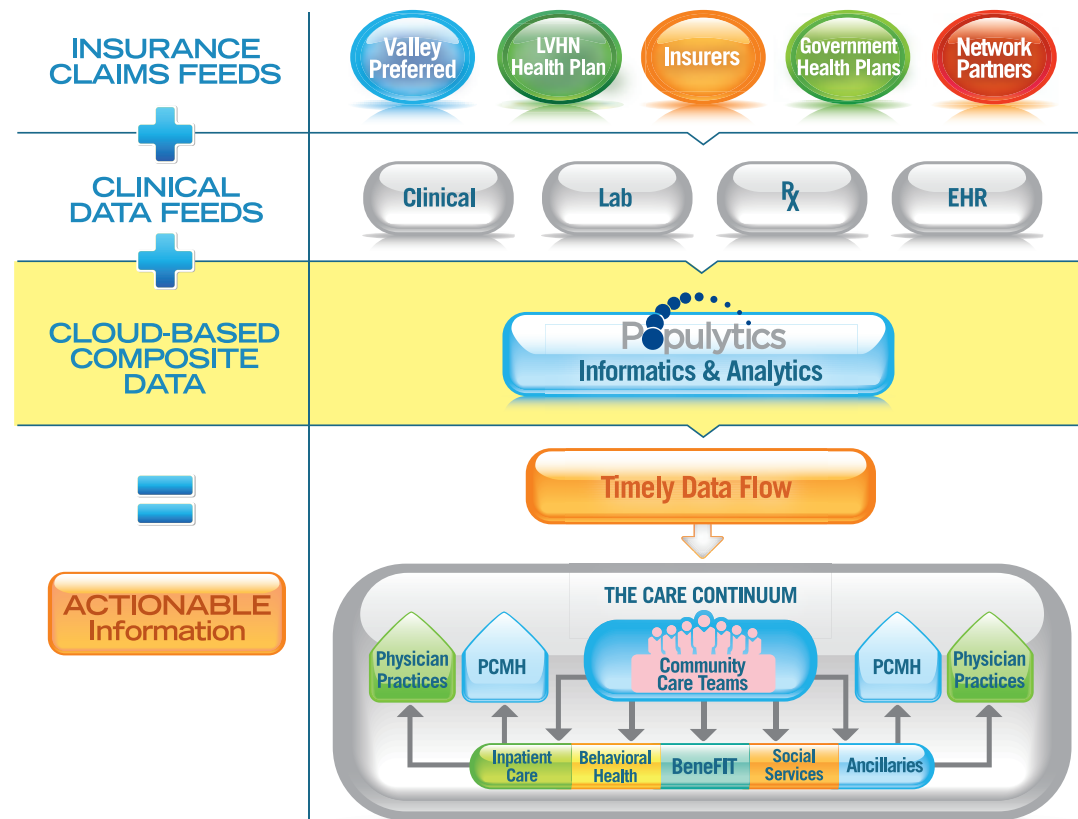 INSURANCE
CLAIMS FEEDS
Valley
Preferred
LVHN
Health Plan
Insurers
Government
Health Plans
Network
Partners
CLINICAL
DATA FEEDS
Clinical
Lab
Rx
EHR
CLOUD-BASED
COMPOSITE
DATA
Populytics
Informatics & Analytics
Timely Data Flow
ACTIONABLE
Information
THE CARE CONTINUUM
Physician
Practices
PCMH
Community
Care Teams
PCMH
Physician
Practices
Inpatient
Care
Behavioral
Health
BeneFIT
Social
Services
Ancillaries